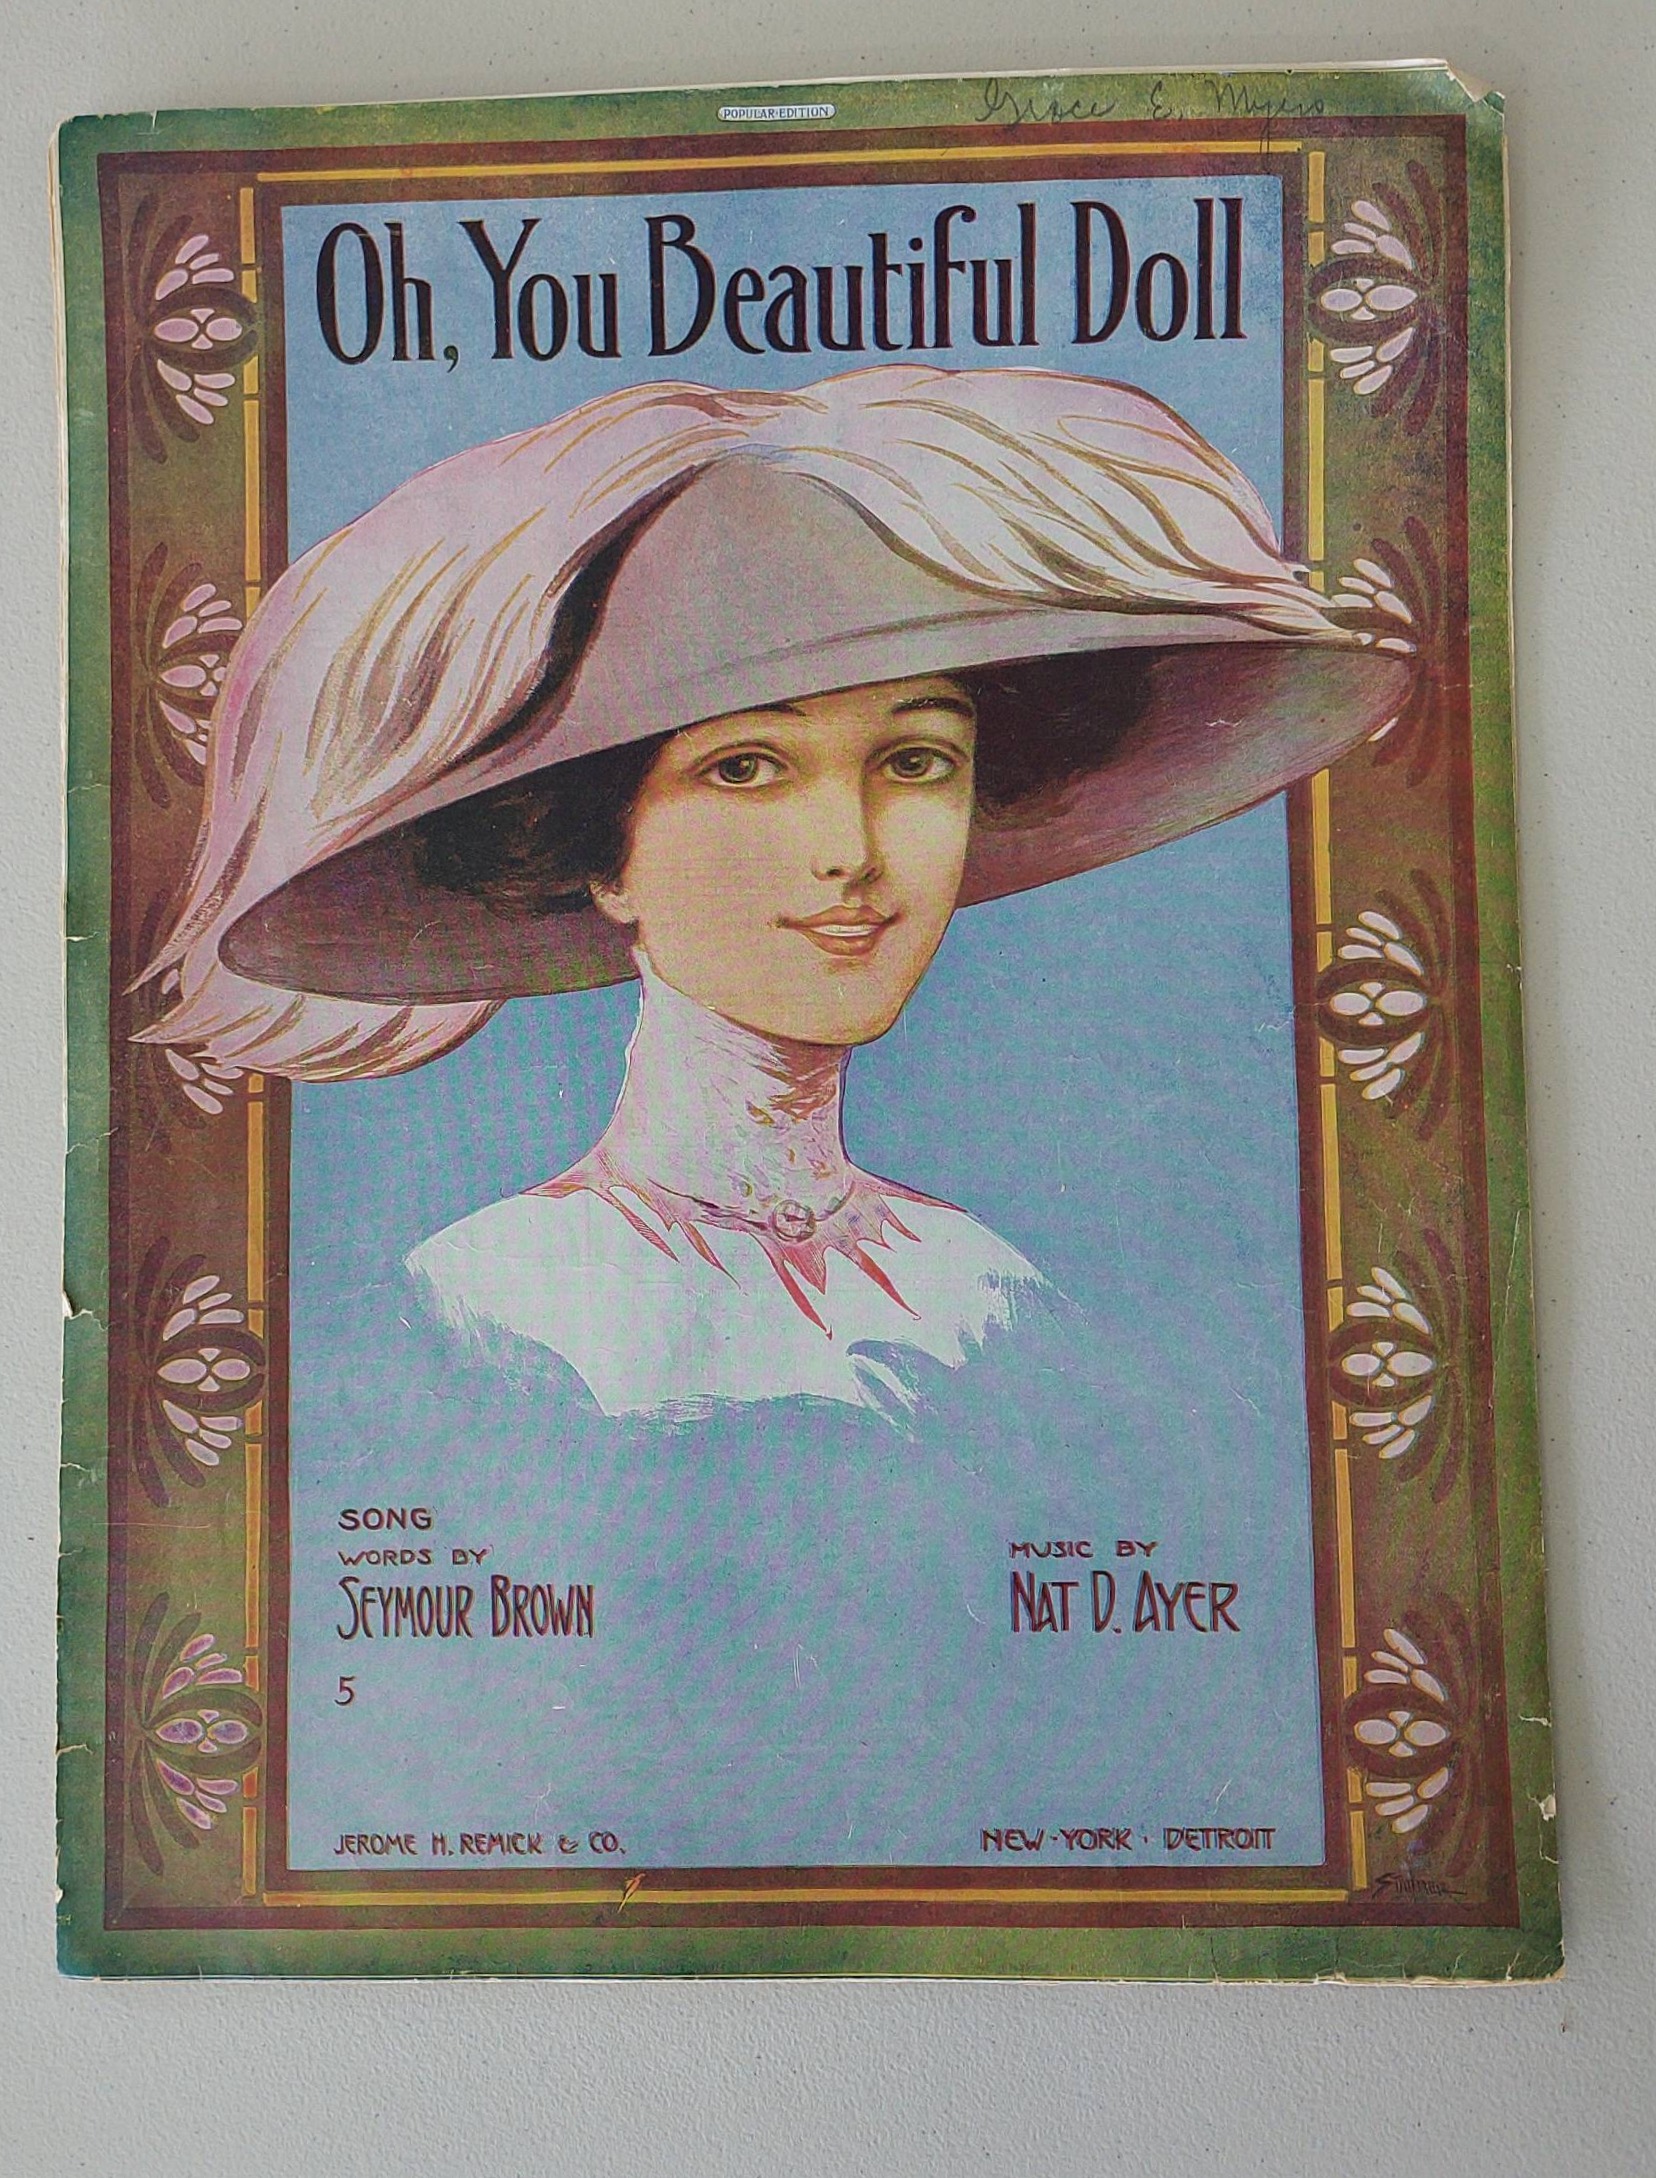 POPULAR·EDITION
Grace E. Myers
Oh, You Beautiful Doll
SONG
WORDS BY
SEYMOUR BROWN
5
MUSIC BY
NAT D. AYER
JEROME H. REMICK & CO.
NEW-YORK · DETROIT